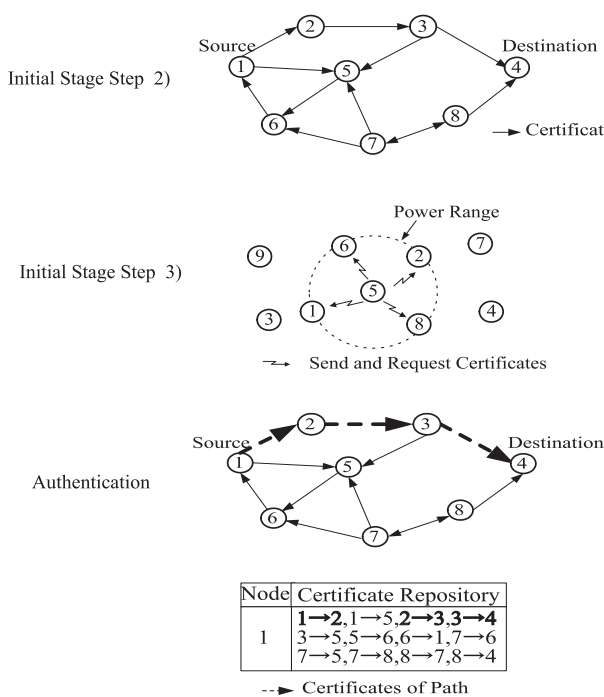 2
3
Source
Destination
1
5
4
Initial Stage Step 2)
6
8
7
Certificat
Power Range
9
6
2
7
Initial Stage Step 3)
5
1
3
8
4
Send and Request Certificates
2
3
Source
Destination
1
5
4
Authentication
6
8
7
Node Certificate Repository
1→2,1→5,2→3,3→4
1 3→5,5→6,6→1,7→6
7→5,7→8,8→7,8→4
Certificates of Path